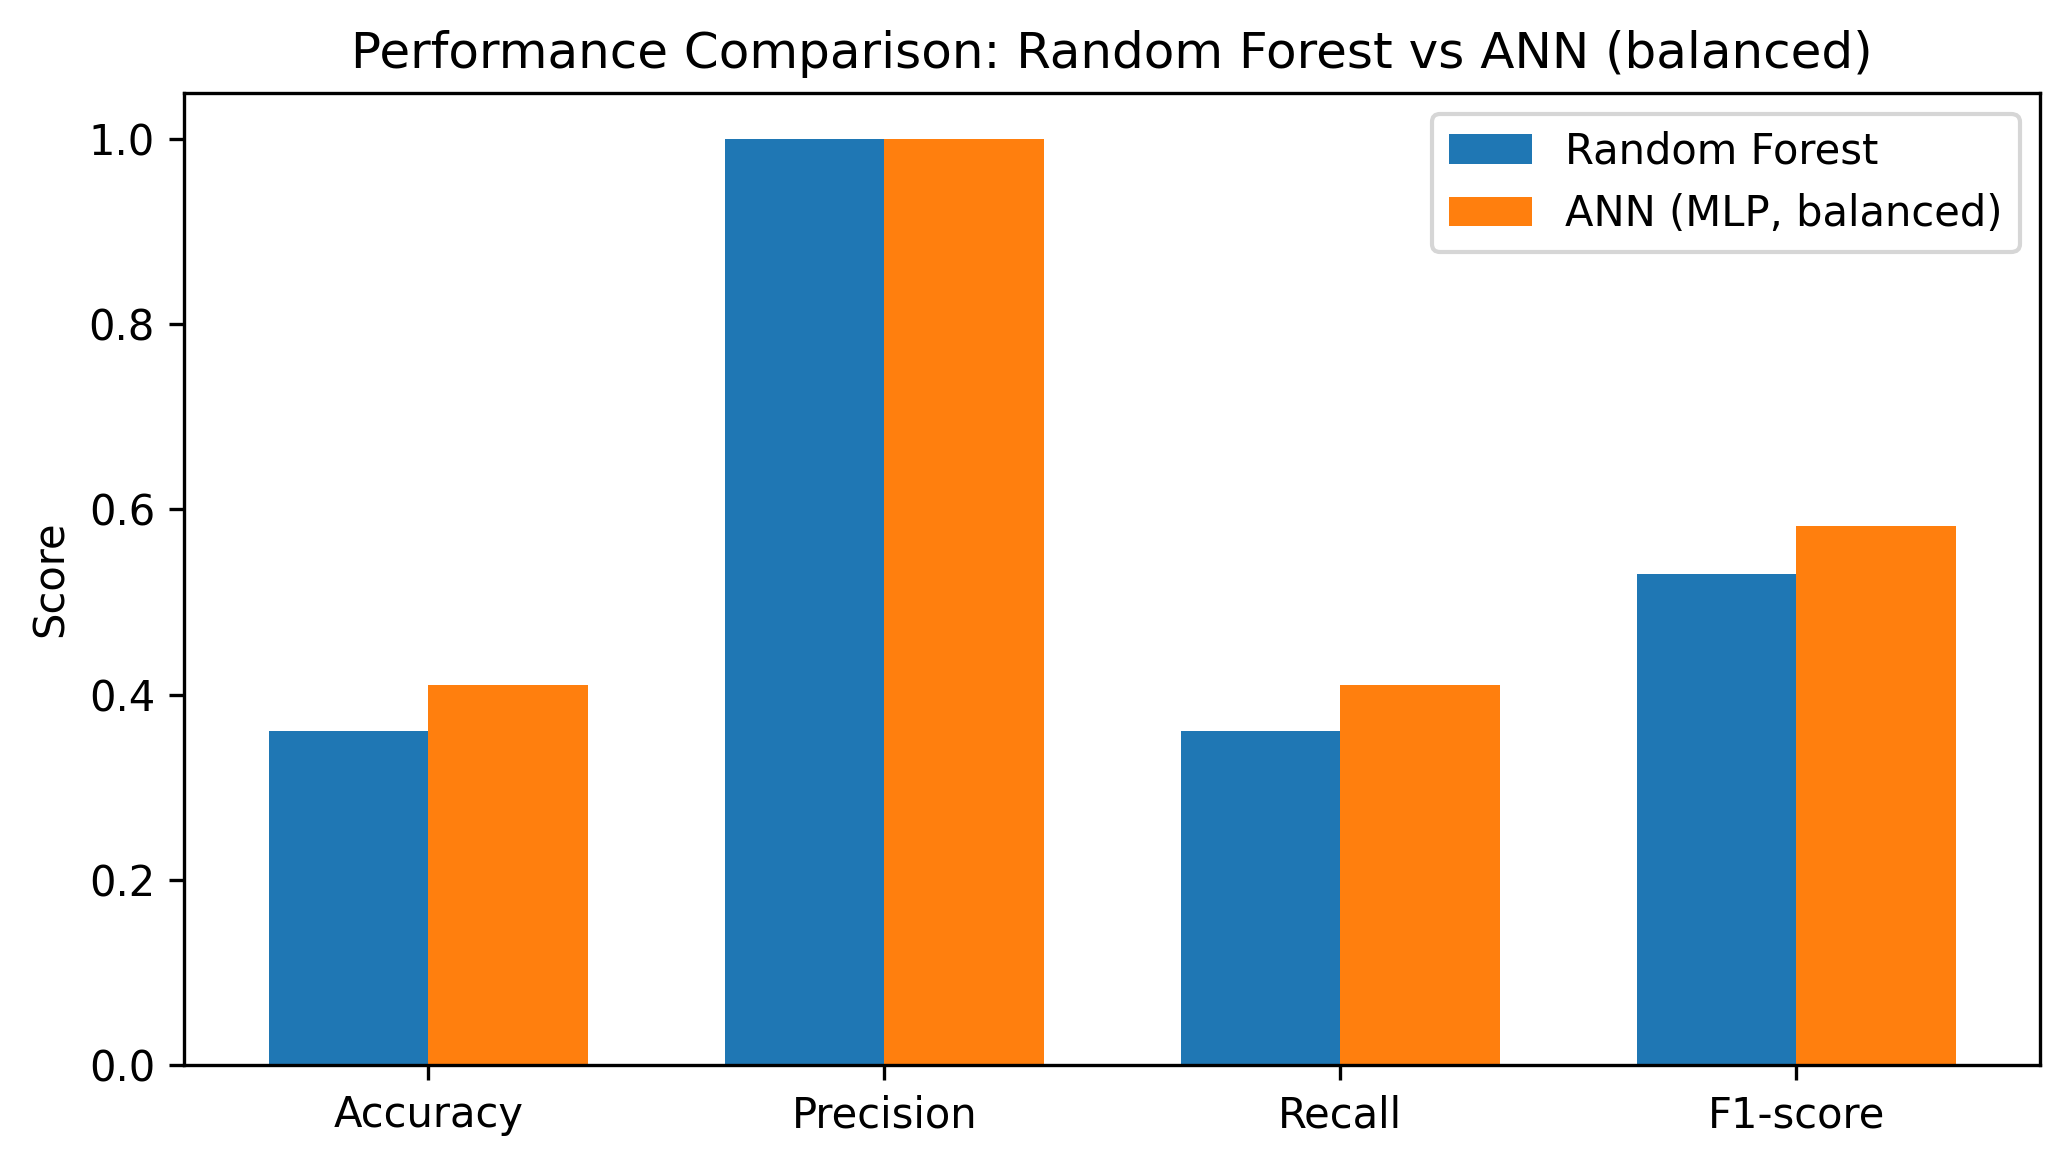 Performance Comparison: Random Forest vs ANN (balanced)
Random Forest
ANN (MLP, balanced)
Score
1.0
0.8
0.6
0.4
0.2
0.0
Accuracy Precision Recall F1-score